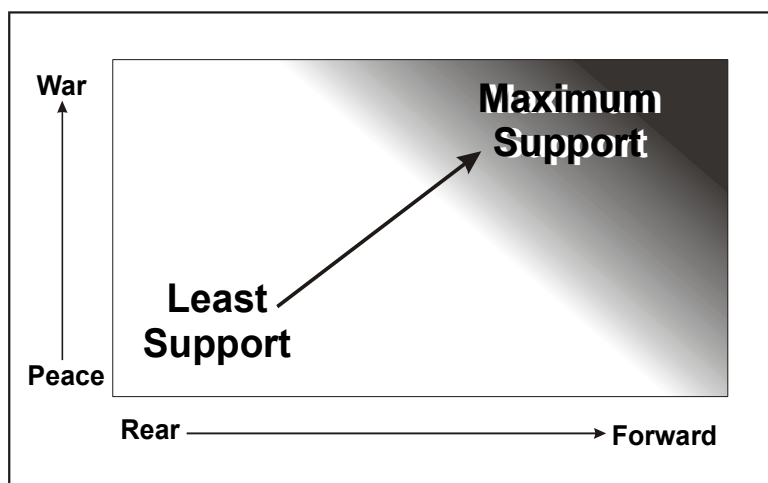 War
Maximum
Support
Least
Support
Peace
Rear
Forward